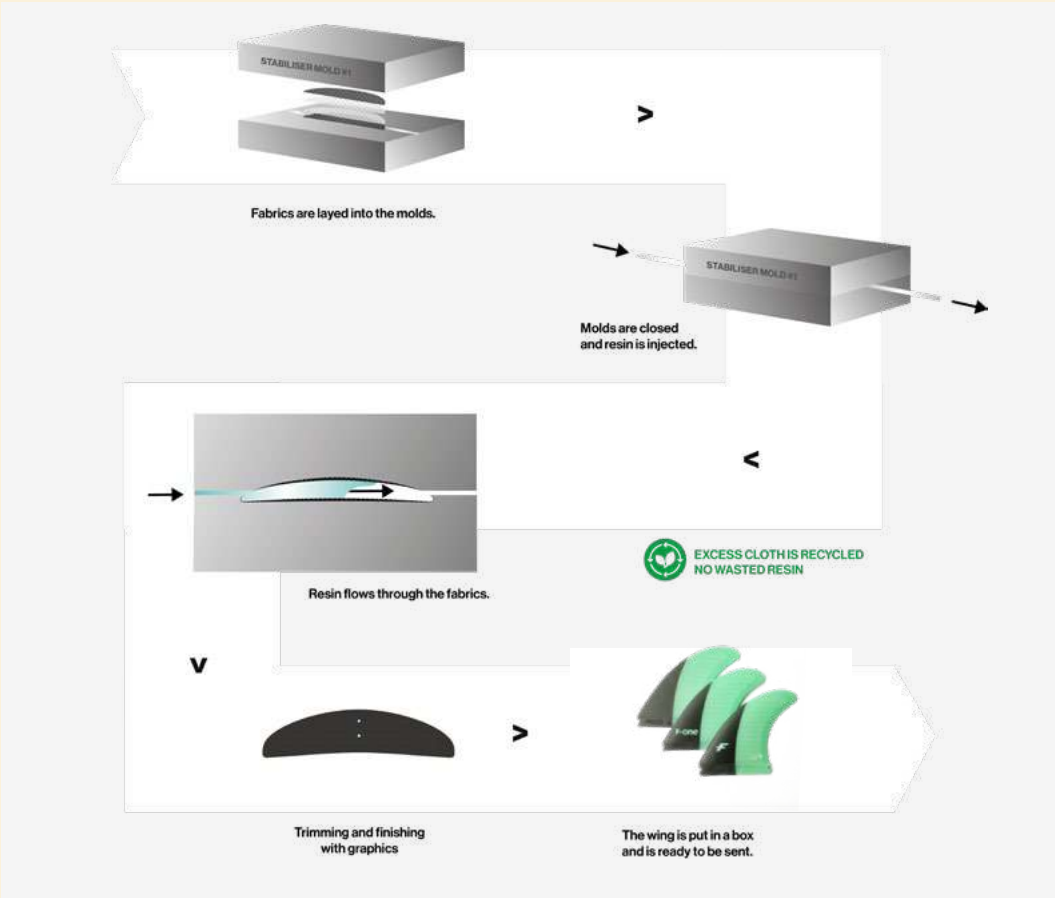 STABILISER MOLD #1
>
Fabrics are layed into the molds.
STABILISER MOLD #1
Molds are closed
and resin is injected.
<
EXCESS CLOTH IS RECYCLED
NO WASTED RESIN
Resin flows through the fabrics.
v
>
F-one
F
Trimming and finishing
with graphics
The wing is put in a box
and is ready to be sent.